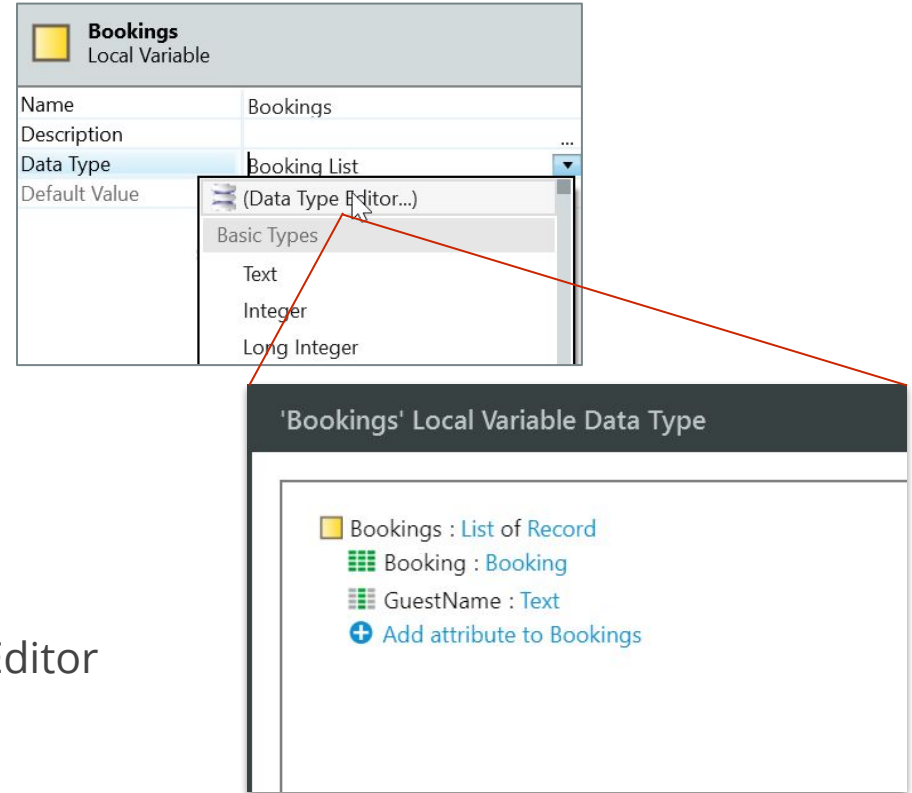 Bookings
Local Variable
Name Bookings
Description ...
Data Type Booking List
Default Value
(Data Type Editor...)
Basic Types
Text
Integer
Long Integer
'Bookings' Local Variable Data Type
Bookings : List of Record
Booking : Booking
GuestName : Text
Add attribute to Bookings
Editor